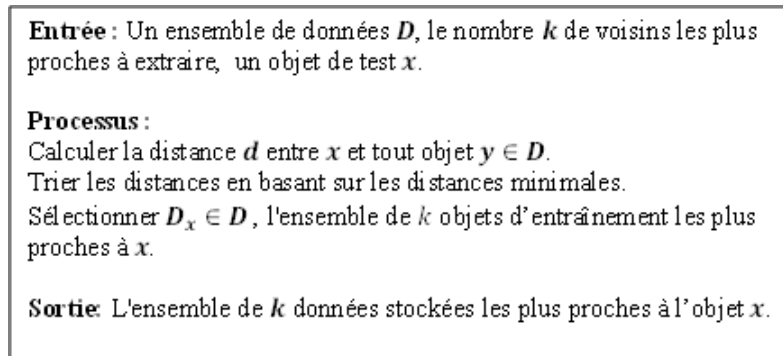 Entrée : Un ensemble de données D, le nombre k de voisins les plus
proches à extraire, un objet de test x.
Processus :
Calculer la distance d entre x et tout objet y ∈ D.
Trier les distances en basant sur les distances minimales.
Sélectionner Dₓ ∈ D, l'ensemble de k objets d’entraînement les plus
proches à x.
Sortie: L'ensemble de k données stockées les plus proches à l’objet x.